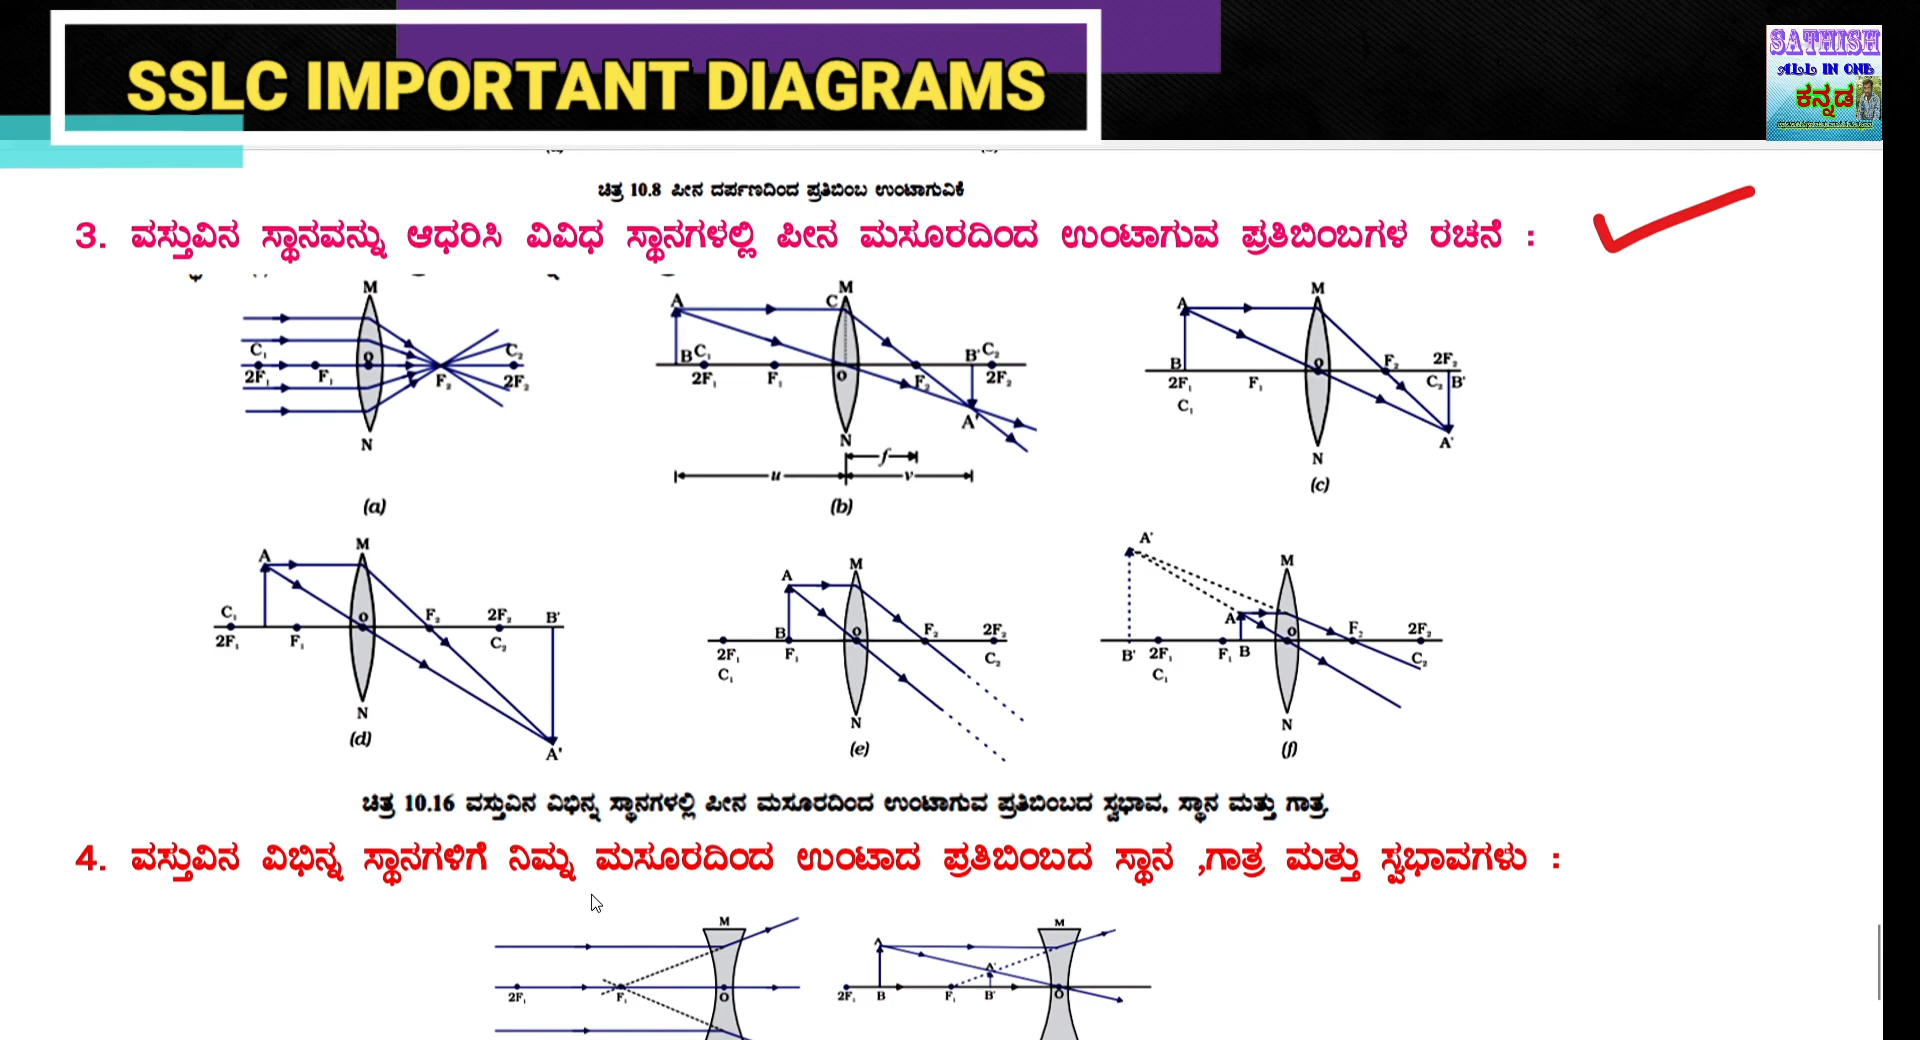 SSLC IMPORTANT DIAGRAMS
SATHISH
ALL IN ONE
ಕನ್ನಡ
ಚಿತ್ರ 10.8 ಪೀನ ದರ್ಪಣದಿಂದ ಪ್ರತಿಬಿಂಬ ಉಂಟಾಗುವಿಕೆ
3. ವಸ್ತುವಿನ ಸ್ಥಾನವನ್ನು ಆಧರಿಸಿ ವಿವಿಧ ಸ್ಥಾನಗಳಲ್ಲಿ ಪೀನ ಮಸೂರದಿಂದ ಉಂಟಾಗುವ ಪ್ರತಿಬಿಂಬಗಳ ರಚನೆ :
M
C₁ O C₂
2F₁ F₁ F₂ 2F₂
N
(a)
A C M
B C₁ B' C₂
2F₁ F₁ O F₂ 2F₂
A'
N
f
u v
(b)
M
A
B O F₂ 2F₂
2F₁ F₁ C₂ B'
C₁
A'
N
(c)
M
A
C₁ O F₂ 2F₂ B'
2F₁ F₁ C₂
N
A'
(d)
M
A
B O F₂ 2F₂
2F₁ F₁ C₂
C₁
N
(e)
A'
M
A O F₂ 2F₂
B' 2F₁ F₁ B C₂
C₁
N
(f)
ಚಿತ್ರ 10.16 ವಸ್ತುವಿನ ವಿಭಿನ್ನ ಸ್ಥಾನಗಳಲ್ಲಿ ಪೀನ ಮಸೂರದಿಂದ ಉಂಟಾಗುವ ಪ್ರತಿಬಿಂಬದ ಸ್ವಭಾವ, ಸ್ಥಾನ ಮತ್ತು ಗಾತ್ರ.
4. ವಸ್ತುವಿನ ವಿಭಿನ್ನ ಸ್ಥಾನಗಳಿಗೆ ನಿಮ್ನ ಮಸೂರದಿಂದ ಉಂಟಾದ ಪ್ರತಿಬಿಂಬದ ಸ್ಥಾನ ,ಗಾತ್ರ ಮತ್ತು ಸ್ವಭಾವಗಳು :
M
2F₁ F₁ O
M
A A'
2F₁ B F₁ B' O